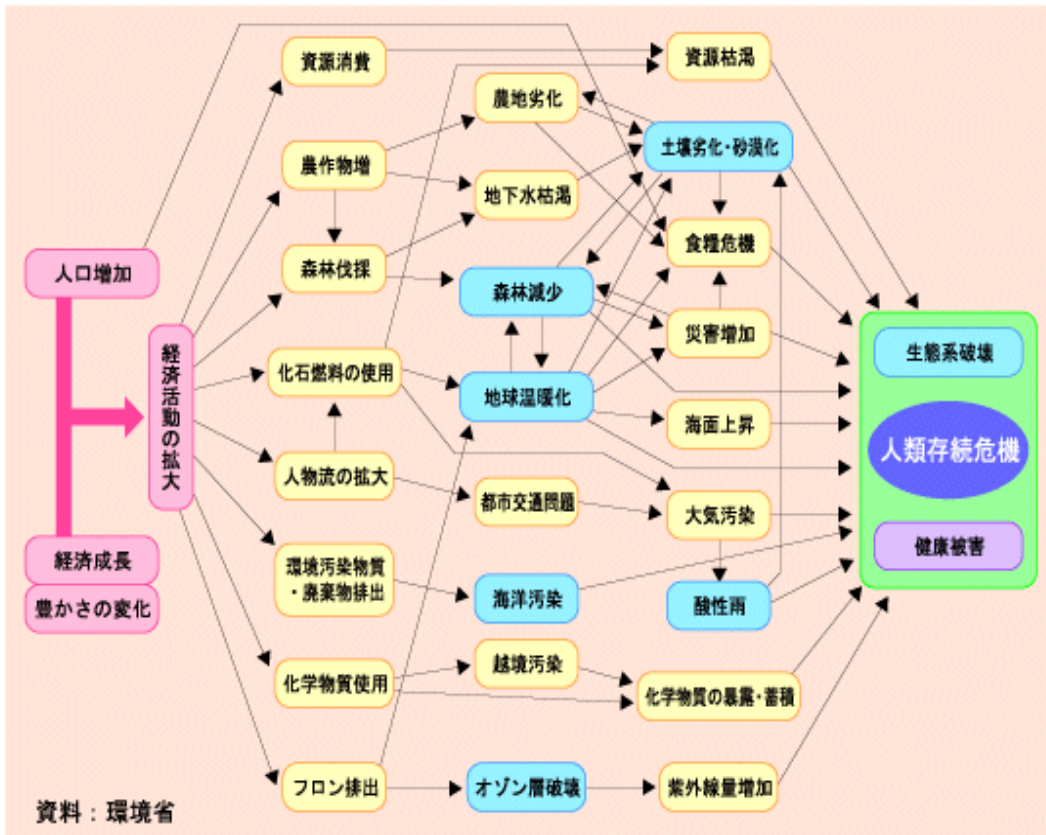 人口増加
経済成長
豊かさの変化
経済活動の拡大
資源消費
農作物増
森林伐採
化石燃料の使用
人物流の拡大
環境汚染物質
・廃棄物排出
化学物質使用
フロン排出
農地劣化
地下水枯渇
森林減少
地球温暖化
都市交通問題
海洋汚染
越境汚染
オゾン層破壊
資源枯渇
土壌劣化・砂漠化
食糧危機
災害増加
海面上昇
大気汚染
酸性雨
化学物質の暴露・蓄積
紫外線量増加
生態系破壊
人類存続危機
健康被害
資料：環境省